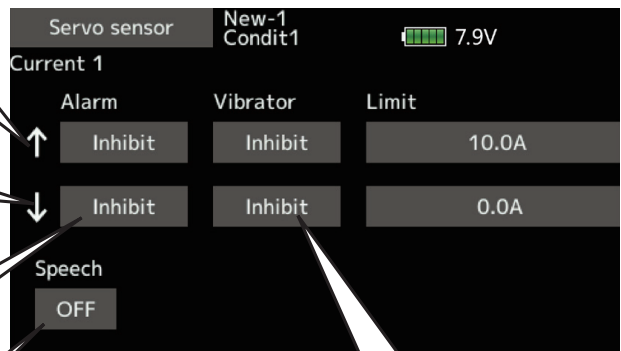 Servo sensor
New-1
Condit1
7.9V
Current 1
Alarm Vibrator Limit
↑ Inhibit Inhibit 10.0A
↓ Inhibit Inhibit 0.0A
Speech
OFF